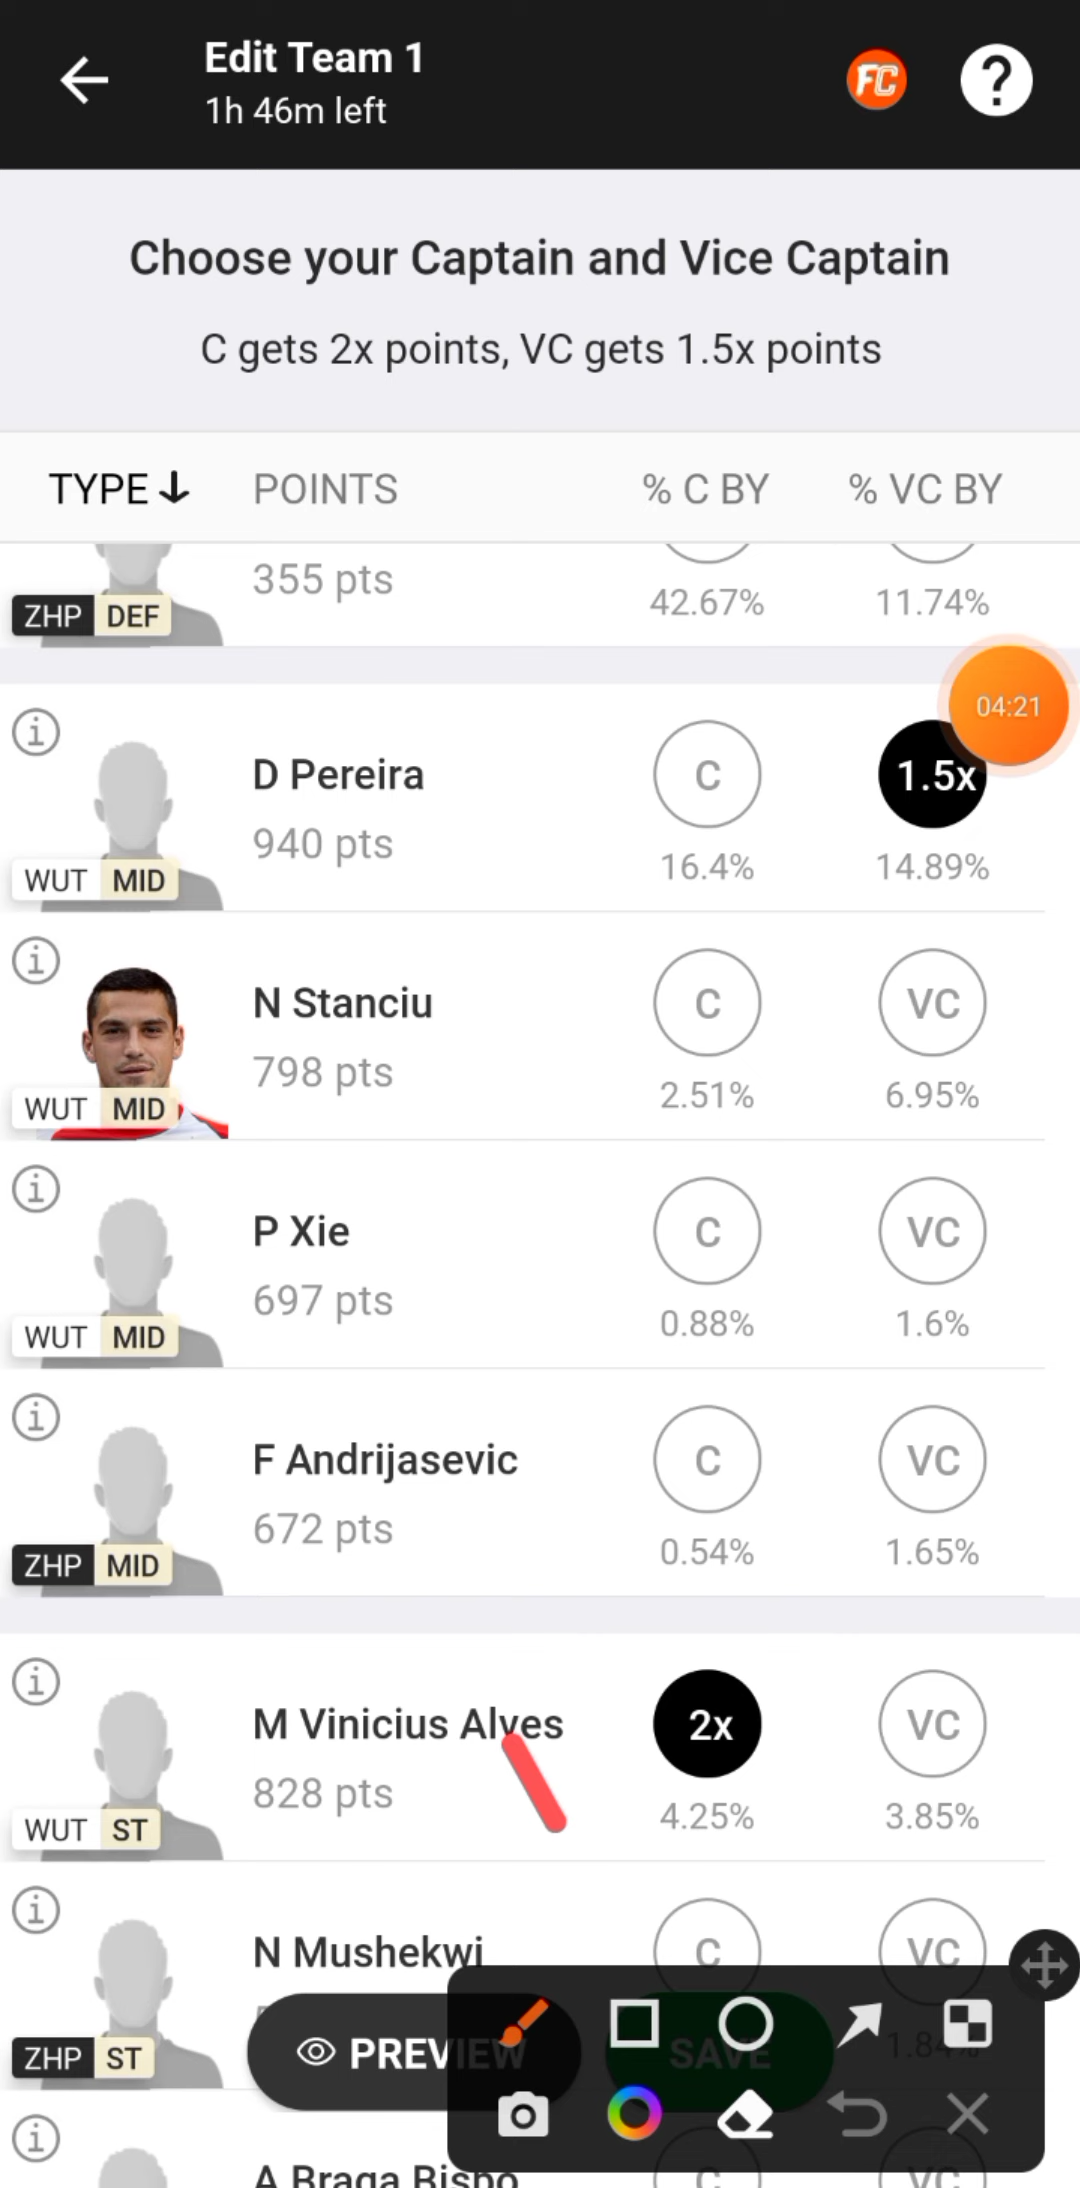 Edit Team 1
1h 46m left
FC
?
Choose your Captain and Vice Captain
C gets 2x points, VC gets 1.5x points
TYPE POINTS % C BY % VC BY
355 pts
42.67% 11.74%
ZHP DEF
04:21
D Pereira C 1.5x
940 pts
16.4% 14.89%
WUT MID
N Stanciu C VC
798 pts
2.51% 6.95%
WUT MID
P Xie C VC
697 pts
0.88% 1.6%
WUT MID
F Andrijasevic C VC
672 pts
0.54% 1.65%
ZHP MID
M Vinicius Alves 2x VC
828 pts
4.25% 3.85%
WUT ST
N Mushekwi C VC
1.84%
ZHP ST
PREVIEW SAVE
A Braga Bispo C VC